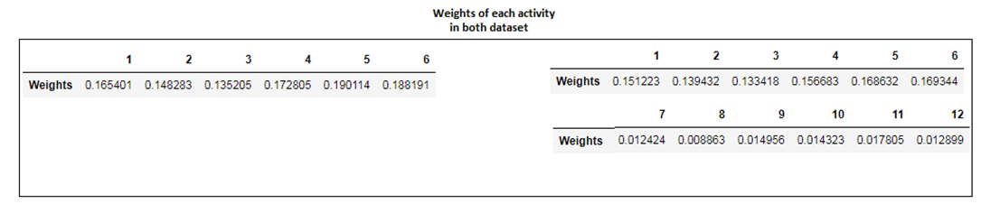 Weights of each activity
in both dataset
1 2 3 4 5 6
Weights 0.165401 0.148283 0.135205 0.172805 0.190114 0.188191
1 2 3 4 5 6
Weights 0.151223 0.139432 0.133418 0.156683 0.168632 0.169344
7 8 9 10 11 12
Weights 0.012424 0.008863 0.014956 0.014323 0.017805 0.012899